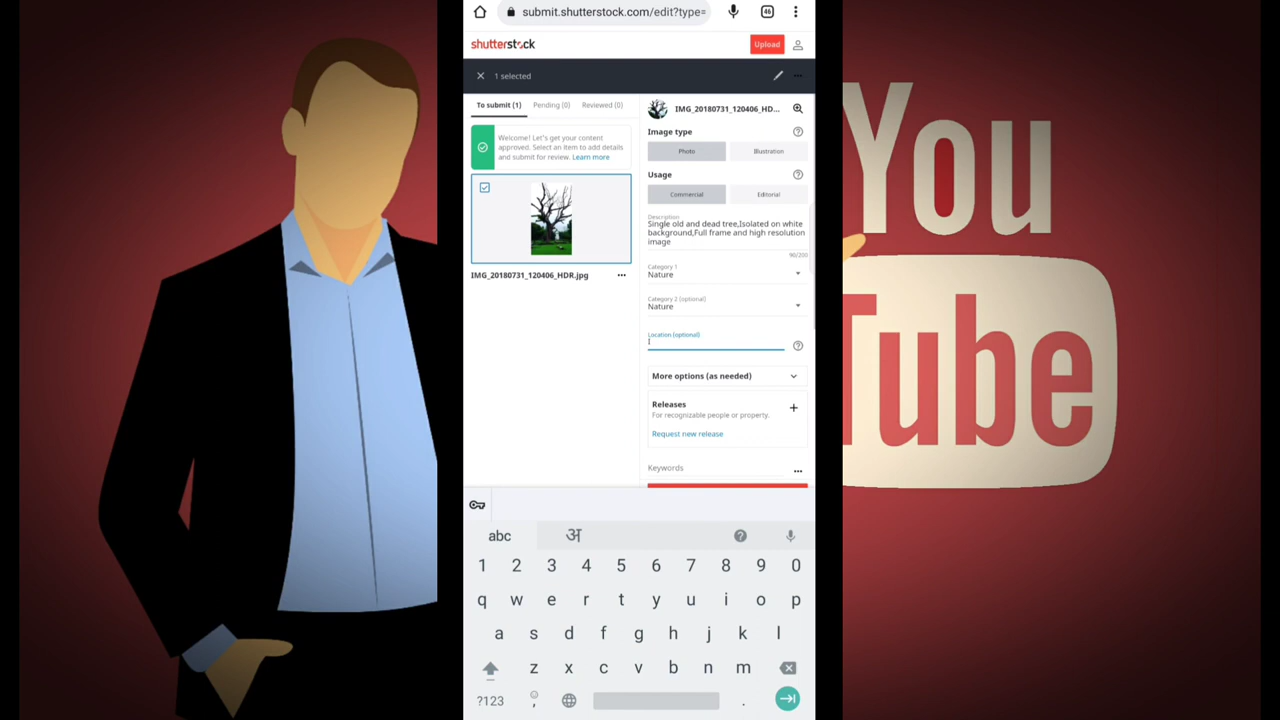 submit.shutterstock.com/edit?type=
46
shutterstock
Upload
1 selected
To submit (1)
Pending (0)
Reviewed (0)
Welcome! Let's get your content
approved. Select an item to add details
and submit for review. Learn more
IMG_20180731_120406_HDR.jpg
IMG_20180731_120406_HD...
Image type
Photo
Illustration
Usage
Commercial
Editorial
Description
Single old and dead tree,Isolated on white
background,Full frame and high resolution
image
90/200
Category 1
Nature
Category 2 (optional)
Nature
Location (optional)
More options (as needed)
Releases
For recognizable people or property.
Request new release
Keywords
abc
अ
1 2 3 4 5 6 7 8 9 0
q w e r t y u i o p
a s d f g h j k l
z x c v b n m
?123 , .
You
Tube